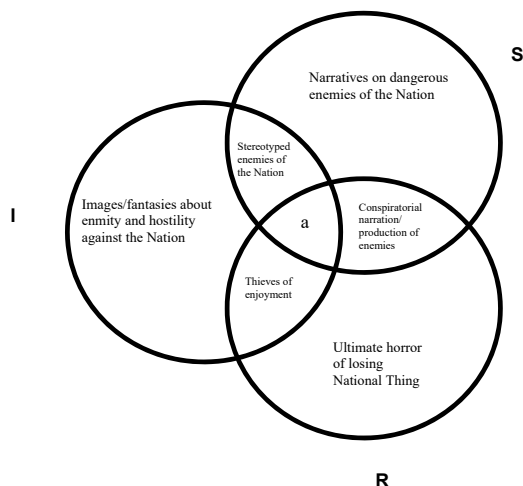 S
Narratives on dangerous
enemies of the Nation
Stereotyped
enemies of
the Nation
I
Images/fantasies about
enmity and hostility
against the Nation
a
Conspiratorial
narration/
production of
enemies
Thieves of
enjoyment
Ultimate horror
of losing
National Thing
R